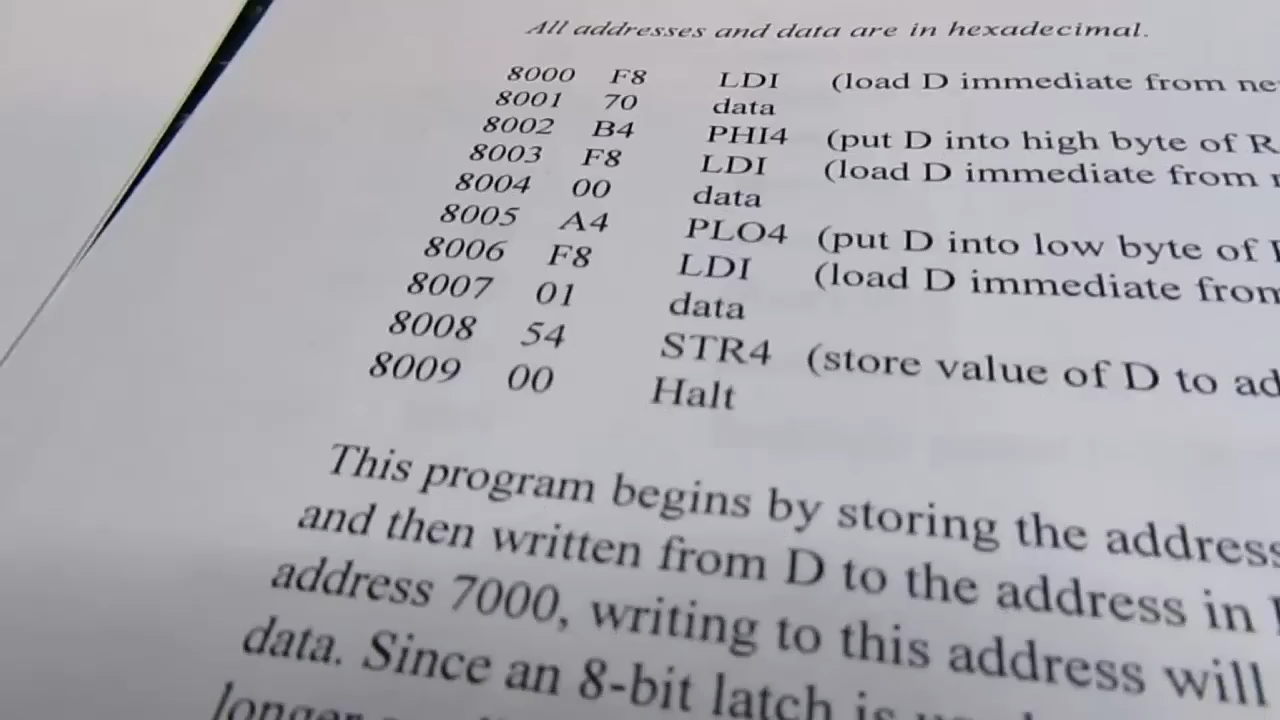 All addresses and data are in hexadecimal.
8000 F8 LDI (load D immediate from ne
8001 70 data
8002 B4 PHI4 (put D into high byte of R
8003 F8 LDI (load D immediate from
8004 00 data
8005 A4 PLO4 (put D into low byte of
8006 F8 LDI (load D immediate from
8007 01 data
8008 54 STR4 (store value of D to ad
8009 00 Halt
This program begins by storing the address
and then written from D to the address in
address 7000, writing to this address will
data. Since an 8-bit latch is
longer